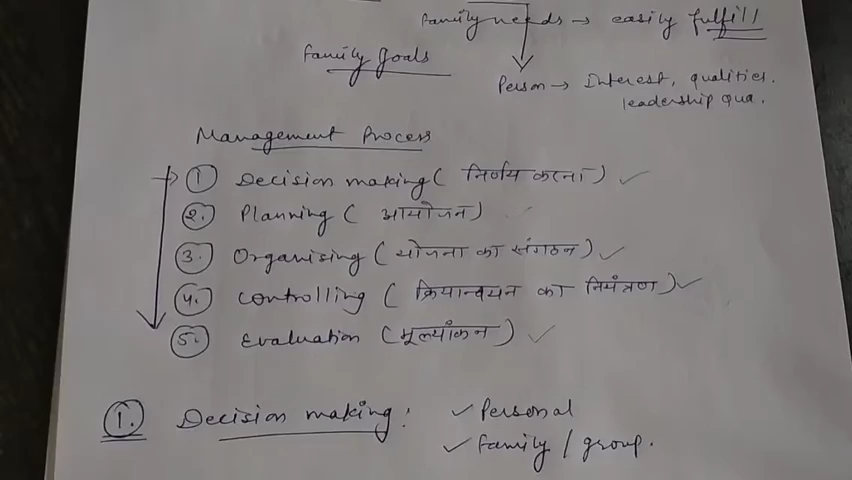 Family needs → easily fulfill
Family goals
Person → Interest, qualities.
leadership qua.
Management Process
→ 1 Decision making ( निर्णय करना ) ✓
2. Planning ( आयोजन )
3. Organising ( योजना का संगठन ) ✓
4. Controlling ( क्रियान्वयन का नियंत्रण ) ✓
5. Evaluation ( मूल्यांकन ) ✓
1. Decision making : ✓ Personal
✓ Family / group.